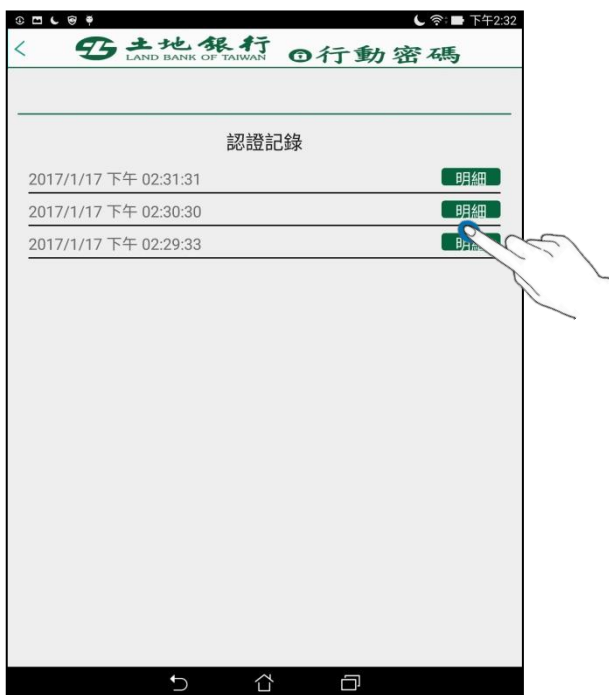 下午2:32
<
土地銀行 行動密碼
LAND BANK OF TAIWAN
認證記錄
2017/1/17 下午 02:31:31 明細
2017/1/17 下午 02:30:30 明細
2017/1/17 下午 02:29:33 明細